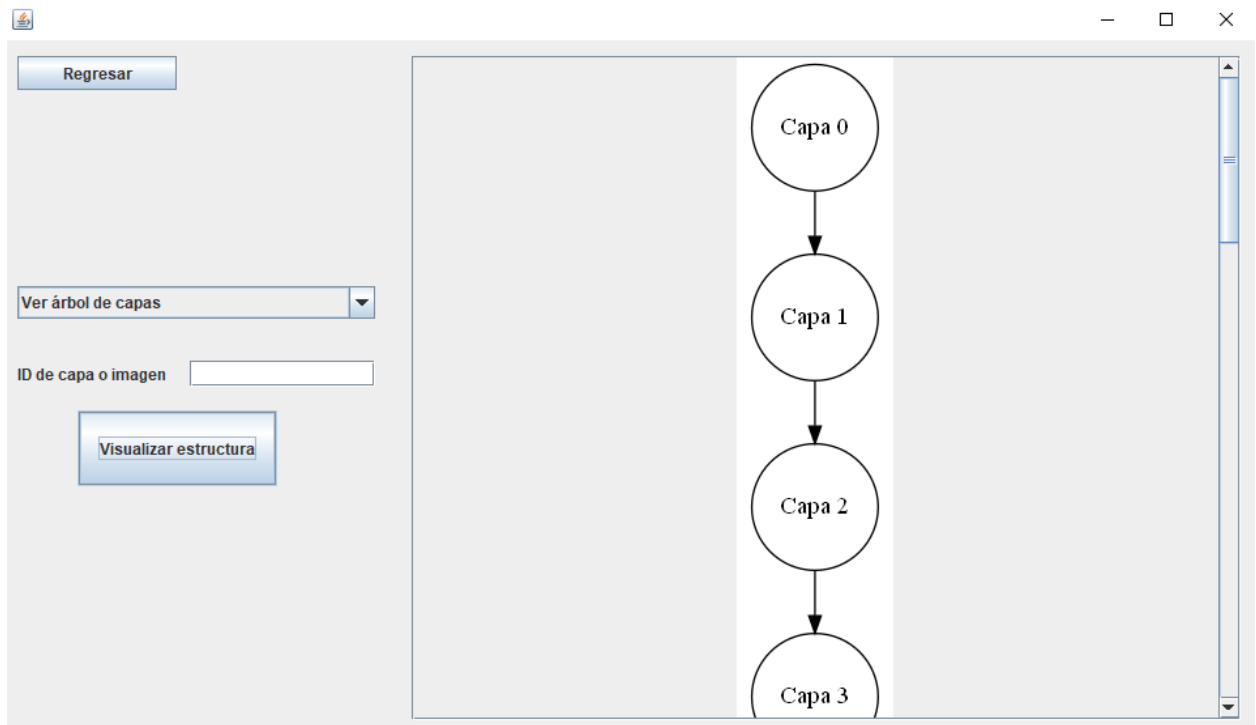 Regresar
Ver árbol de capas
ID de capa o imagen
Visualizar estructura
Capa 0
Capa 1
Capa 2
Capa 3